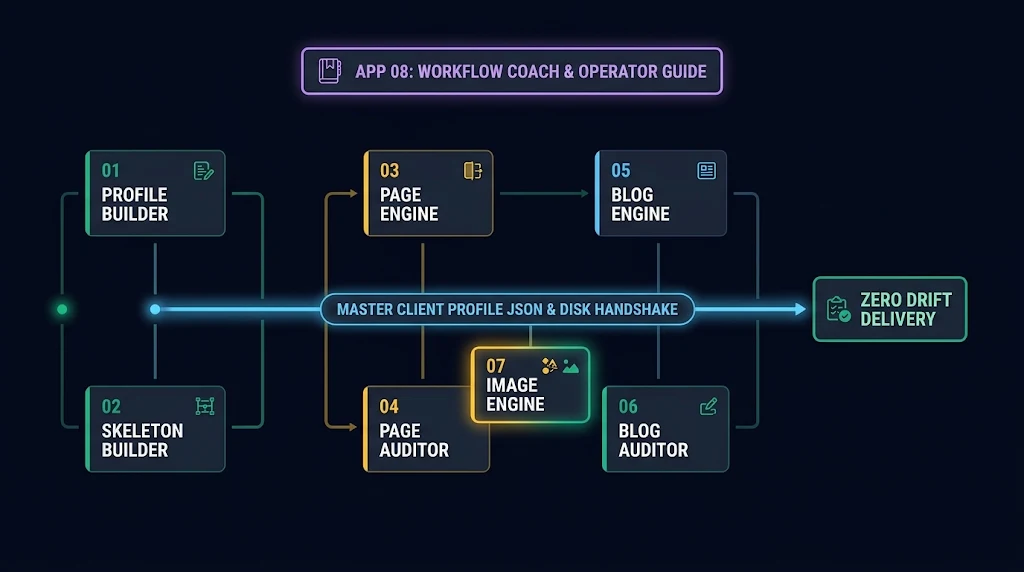 APP 08: WORKFLOW COACH & OPERATOR GUIDE
01
PROFILE
BUILDER
03
PAGE
ENGINE
05
BLOG
ENGINE
MASTER CLIENT PROFILE JSON & DISK HANDSHAKE
ZERO DRIFT
DELIVERY
07
IMAGE
ENGINE
02
SKELETON
BUILDER
04
PAGE
AUDITOR
06
BLOG
AUDITOR